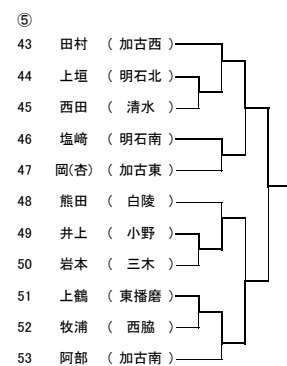 ⑤
43 田村 ( 加古西 )
44 上垣 ( 明石北 )
45 西田 ( 清水 )
46 塩﨑 ( 明石南 )
47 岡(杏) ( 加古東 )
48 熊田 ( 白陵 )
49 井上 ( 小野 )
50 岩本 ( 三木 )
51 上鶴 ( 東播磨 )
52 牧浦 ( 西脇 )
53 阿部 ( 加古南 )